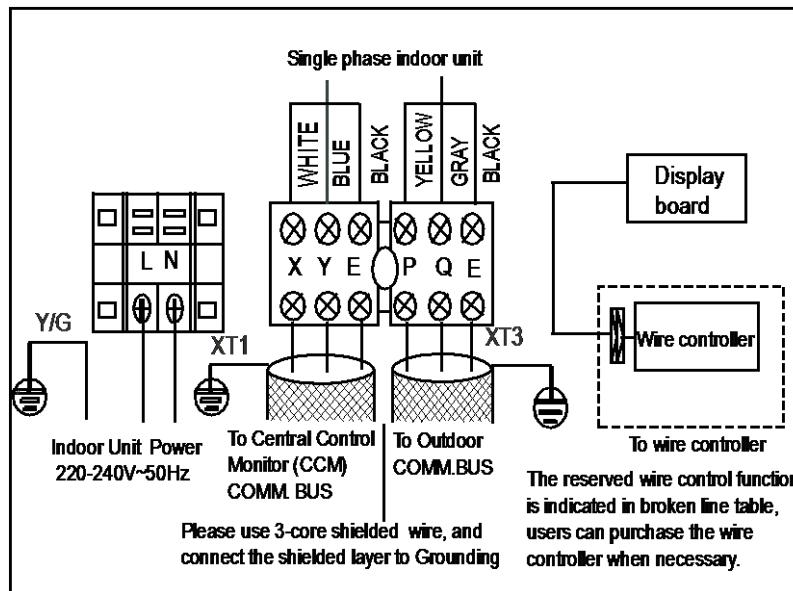 Single phase indoor unit
WHITE
BLUE
BLACK
YELLOW
GRAY
BLACK
Display
board
L N
X Y E P Q E
Y/G
XT1
XT3
Wire controller
Indoor Unit Power
220-240V~50Hz
To Central Control
Monitor (CCM)
COMM. BUS
To Outdoor
COMM.BUS
To wire controller
The reserved wire control function
is indicated in broken line table,
users can purchase the wire
controller when necessary.
Please use 3-core shielded wire, and
connect the shielded layer to Grounding